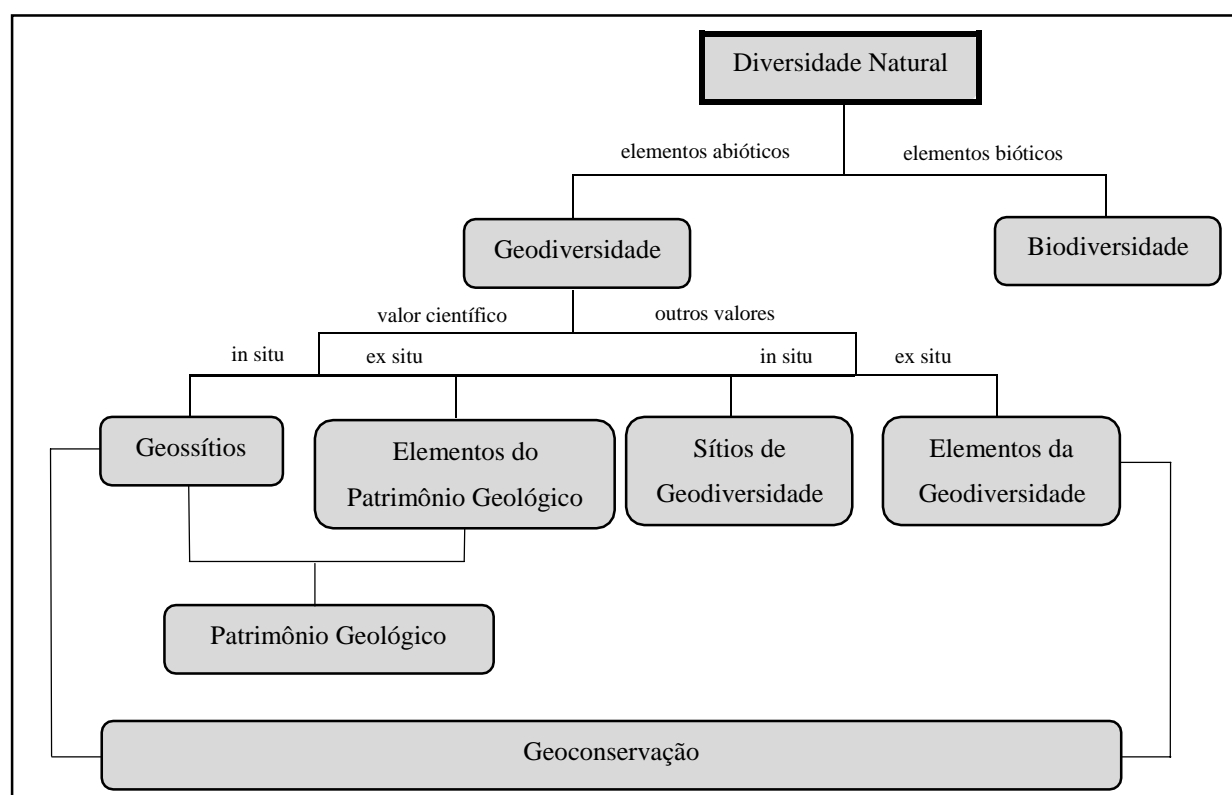 Diversidade Natural
elementos abióticos
elementos bióticos
Geodiversidade
Biodiversidade
valor científico
outros valores
in situ
ex situ
in situ
ex situ
Geossítios
Elementos do
Patrimônio Geológico
Sítios de
Geodiversidade
Elementos da
Geodiversidade
Patrimônio Geológico
Geoconservação